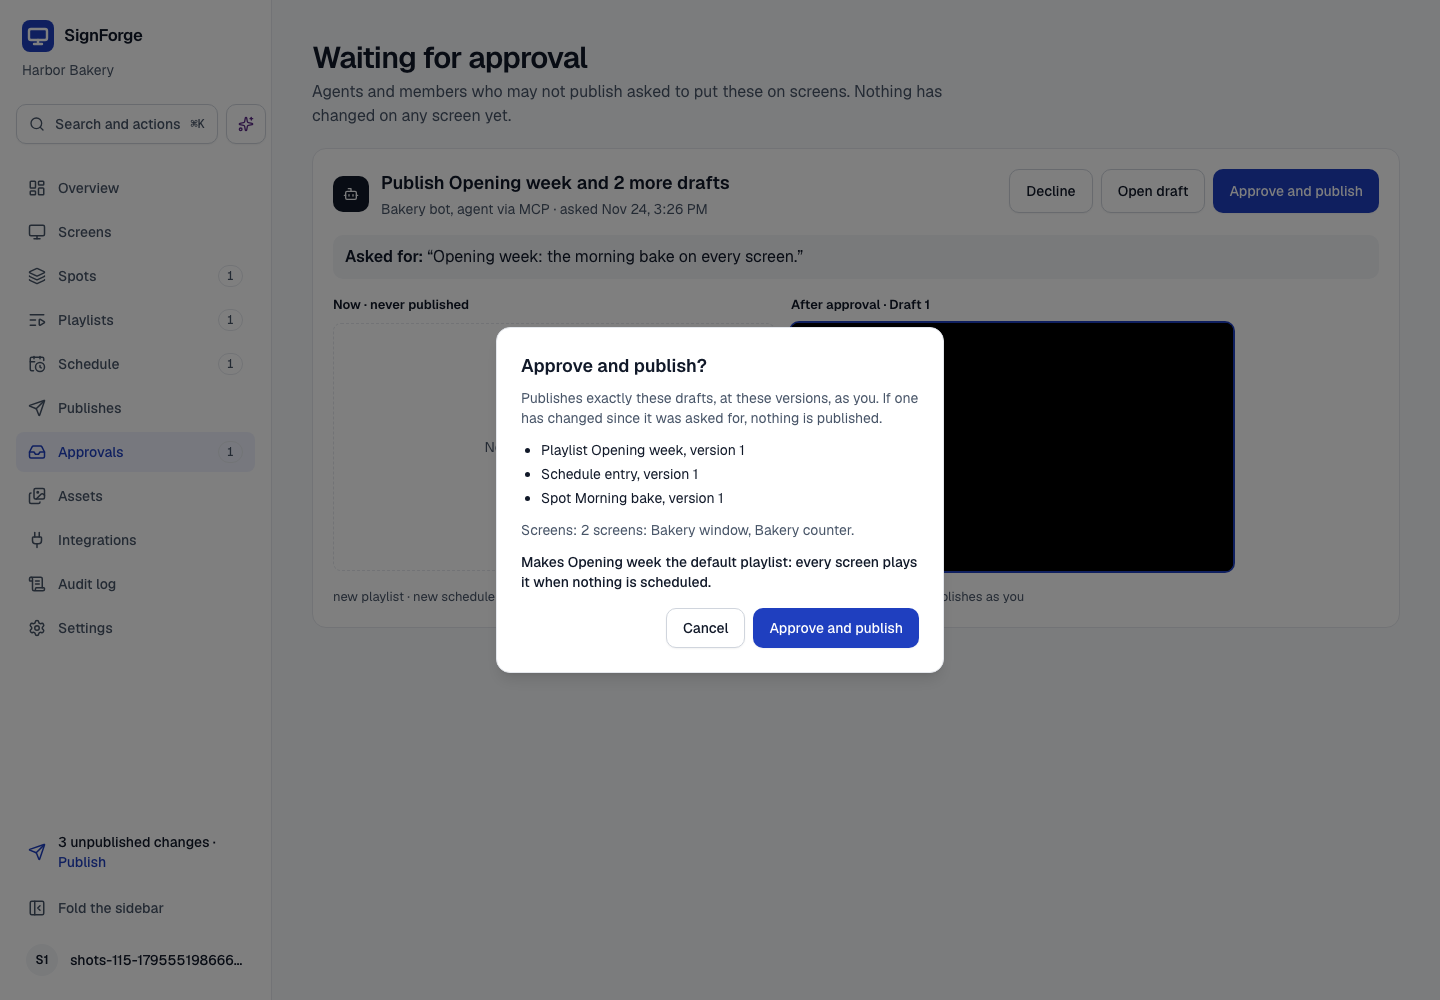 SignForge
Harbor Bakery
Search and actions ⌘K
Overview
Screens
Spots 1
Playlists 1
Schedule 1
Publishes
Approvals 1
Assets
Integrations
Audit log
Settings
3 unpublished changes ·
Publish
Fold the sidebar
S1 shots-115-179555198666…
Waiting for approval
Agents and members who may not publish asked to put these on screens. Nothing has
changed on any screen yet.
Publish Opening week and 2 more drafts
Bakery bot, agent via MCP · asked Nov 24, 3:26 PM
Decline
Open draft
Approve and publish
Asked for: “Opening week: the morning bake on every screen.”
Now · never published
After approval · Draft 1
new playlist · new schedule
as you
Approve and publish?
Publishes exactly these drafts, at these versions, as you. If one
has changed since it was asked for, nothing is published.
• Playlist Opening week, version 1
• Schedule entry, version 1
• Spot Morning bake, version 1
Screens: 2 screens: Bakery window, Bakery counter.
Makes Opening week the default playlist: every screen plays
it when nothing is scheduled.
Cancel
Approve and publish